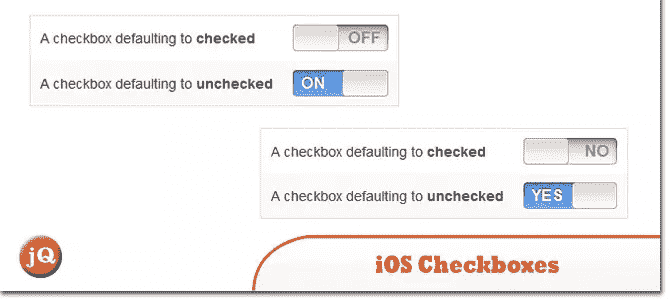 A checkbox defaulting to checked OFF
A checkbox defaulting to unchecked ON
A checkbox defaulting to checked NO
A checkbox defaulting to unchecked YES
jQ
iOS Checkboxes